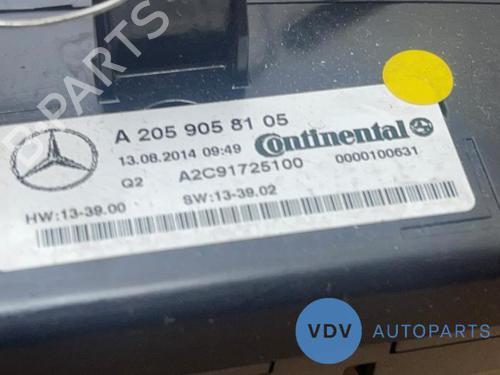 B-PARTS
A 205 905 81 05
Continental
13.08.2014 09:49
Q2
A2C91725100
0000100631
HW:13-39.00
SW:13-39.02
VDV AUTOPARTS